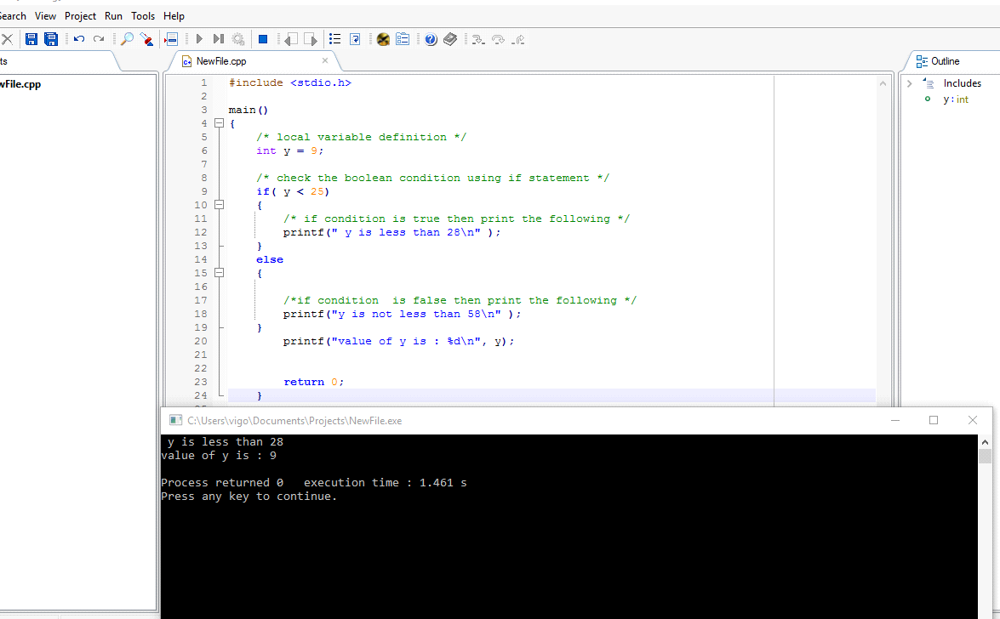 Search View Project Run Tools Help
ts
NewFile.cpp
Outline
wFile.cpp
Includes
y : int
1 #include <stdio.h>
2
3 main()
4 {
5 /* local variable definition */
6 int y = 9;
7
8 /* check the boolean condition using if statement */
9 if( y < 25)
10 {
11 /* if condition is true then print the following */
12 printf(" y is less than 28\n" );
13 }
14 else
15 {
16
17 /*if condition  is false then print the following */
18 printf("y is not less than 58\n" );
19 }
20 printf("value of y is : %d\n", y);
21
22
23 return 0;
24 }
C:\Users\vigo\Documents\Projects\NewFile.exe
y is less than 28
value of y is : 9
Process returned 0   execution time : 1.461 s
Press any key to continue.